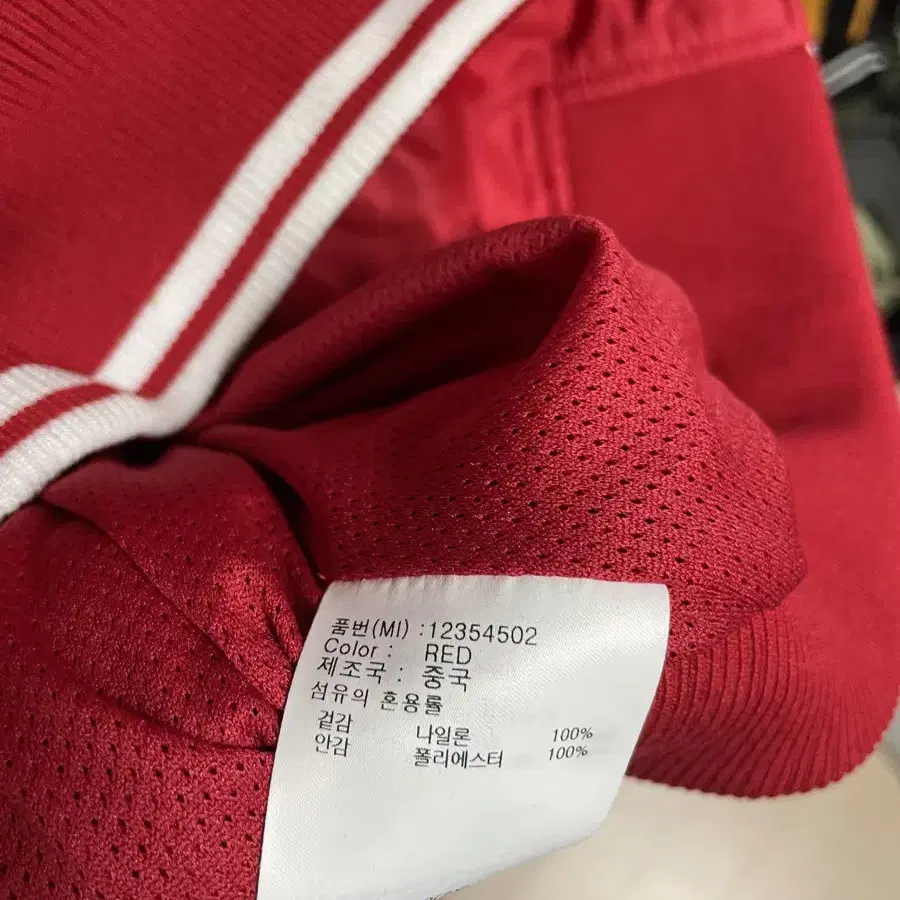 품번(MI) :12354502
Color : RED
제조국 : 중국
섬유의 혼용률
겉감 나일론 100%
안감 폴리에스터 100%